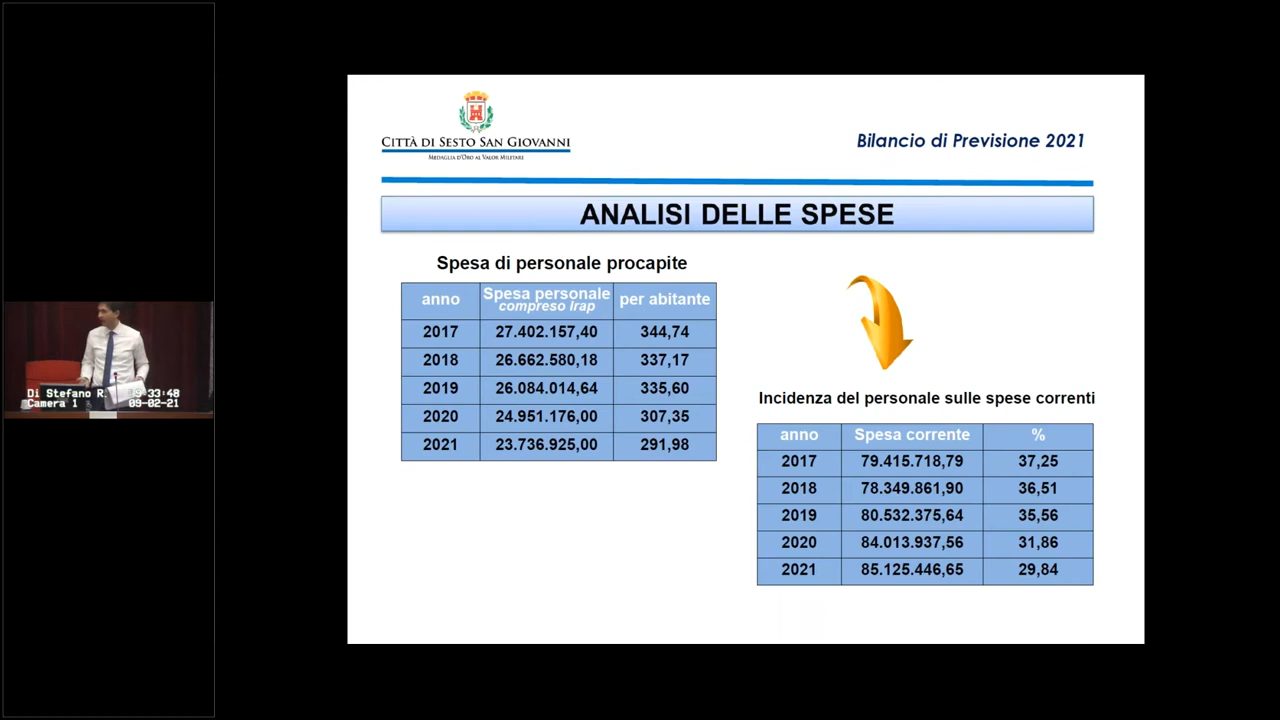 CITTÀ DI SESTO SAN GIOVANNI
MEDAGLIA D'ORO AL VALOR MILITARE
Bilancio di Previsione 2021
ANALISI DELLE SPESE
Spesa di personale procapite
anno Spesa personale compreso Irap per abitante
2017 27.402.157,40 344,74
2018 26.662.580,18 337,17
2019 26.084.014,64 335,60
2020 24.951.176,00 307,35
2021 23.736.925,00 291,98
Incidenza del personale sulle spese correnti
anno Spesa corrente %
2017 79.415.718,79 37,25
2018 78.349.861,90 36,51
2019 80.532.375,64 35,56
2020 84.013.937,56 31,86
2021 85.125.446,65 29,84
Di Stefano R.
Camera 1 09-02-21